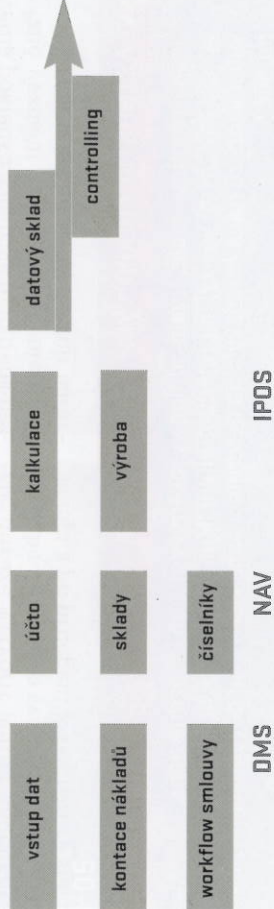 vstup dat
účto
kalkulace
datový sklad
kontace nákladů
sklady
výroba
controlling
workflow smlouvy
číselníky
DMS
NAV
IPOS